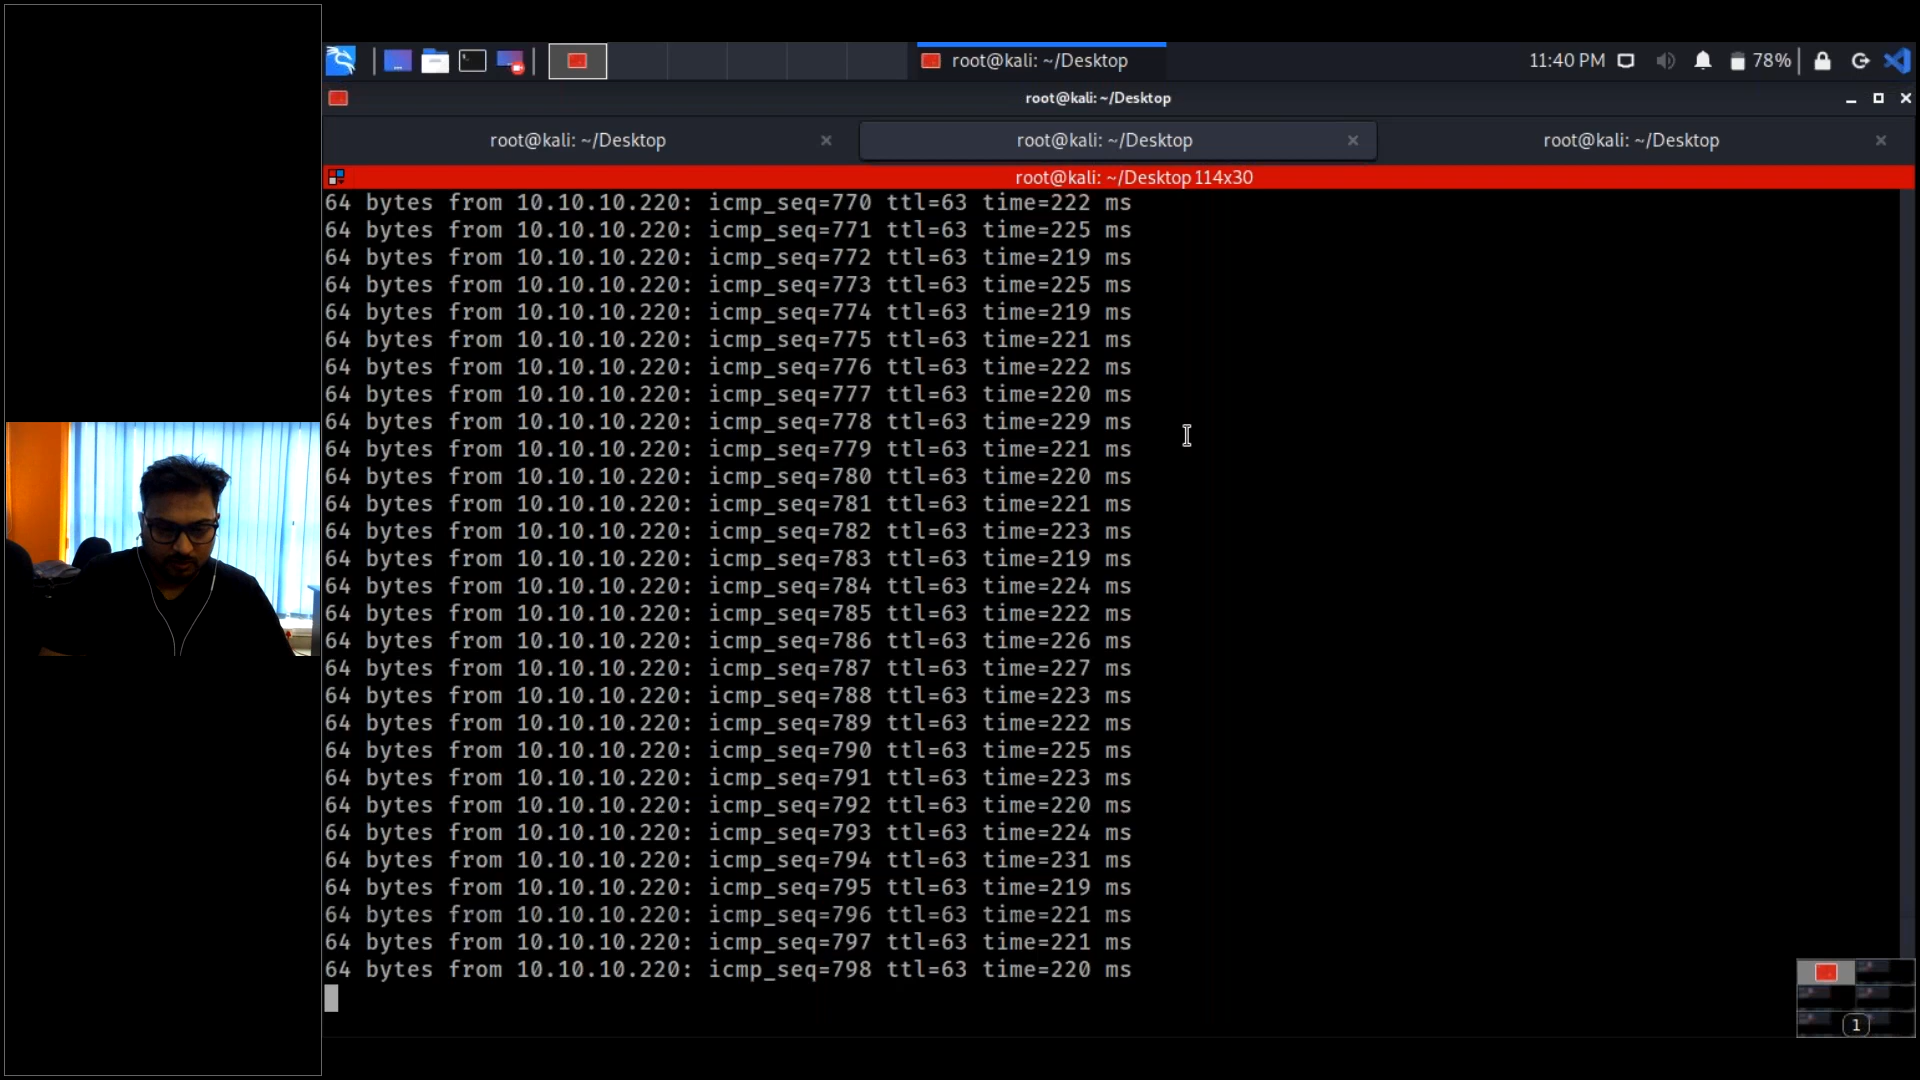 root@kali: ~/Desktop
11:40 PM
78%
root@kali: ~/Desktop
root@kali: ~/Desktop
root@kali: ~/Desktop
root@kali: ~/Desktop
root@kali: ~/Desktop 114x30
64 bytes from 10.10.10.220: icmp_seq=770 ttl=63 time=222 ms
64 bytes from 10.10.10.220: icmp_seq=771 ttl=63 time=225 ms
64 bytes from 10.10.10.220: icmp_seq=772 ttl=63 time=219 ms
64 bytes from 10.10.10.220: icmp_seq=773 ttl=63 time=225 ms
64 bytes from 10.10.10.220: icmp_seq=774 ttl=63 time=219 ms
64 bytes from 10.10.10.220: icmp_seq=775 ttl=63 time=221 ms
64 bytes from 10.10.10.220: icmp_seq=776 ttl=63 time=222 ms
64 bytes from 10.10.10.220: icmp_seq=777 ttl=63 time=220 ms
64 bytes from 10.10.10.220: icmp_seq=778 ttl=63 time=229 ms
64 bytes from 10.10.10.220: icmp_seq=779 ttl=63 time=221 ms
64 bytes from 10.10.10.220: icmp_seq=780 ttl=63 time=220 ms
64 bytes from 10.10.10.220: icmp_seq=781 ttl=63 time=221 ms
64 bytes from 10.10.10.220: icmp_seq=782 ttl=63 time=223 ms
64 bytes from 10.10.10.220: icmp_seq=783 ttl=63 time=219 ms
64 bytes from 10.10.10.220: icmp_seq=784 ttl=63 time=224 ms
64 bytes from 10.10.10.220: icmp_seq=785 ttl=63 time=222 ms
64 bytes from 10.10.10.220: icmp_seq=786 ttl=63 time=226 ms
64 bytes from 10.10.10.220: icmp_seq=787 ttl=63 time=227 ms
64 bytes from 10.10.10.220: icmp_seq=788 ttl=63 time=223 ms
64 bytes from 10.10.10.220: icmp_seq=789 ttl=63 time=222 ms
64 bytes from 10.10.10.220: icmp_seq=790 ttl=63 time=225 ms
64 bytes from 10.10.10.220: icmp_seq=791 ttl=63 time=223 ms
64 bytes from 10.10.10.220: icmp_seq=792 ttl=63 time=220 ms
64 bytes from 10.10.10.220: icmp_seq=793 ttl=63 time=224 ms
64 bytes from 10.10.10.220: icmp_seq=794 ttl=63 time=231 ms
64 bytes from 10.10.10.220: icmp_seq=795 ttl=63 time=219 ms
64 bytes from 10.10.10.220: icmp_seq=796 ttl=63 time=221 ms
64 bytes from 10.10.10.220: icmp_seq=797 ttl=63 time=221 ms
64 bytes from 10.10.10.220: icmp_seq=798 ttl=63 time=220 ms
1